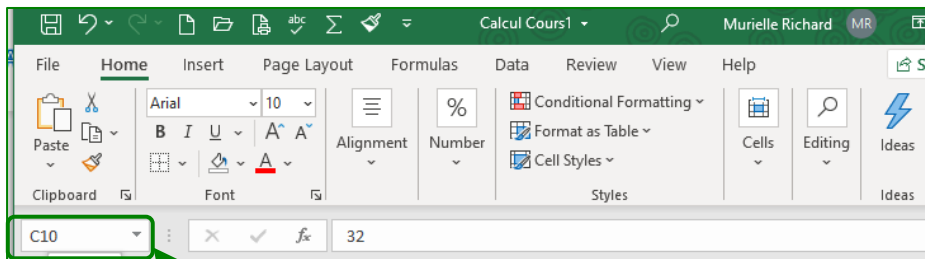 abc Calcul Cours1 Murielle Richard MR
File Home Insert Page Layout Formulas Data Review View Help S
Arial 10 % Conditional Formatting
B I U A A Format as Table
Paste Alignment Number Cell Styles Cells Editing Ideas
A
Clipboard Font Styles Ideas
C10 fx 32